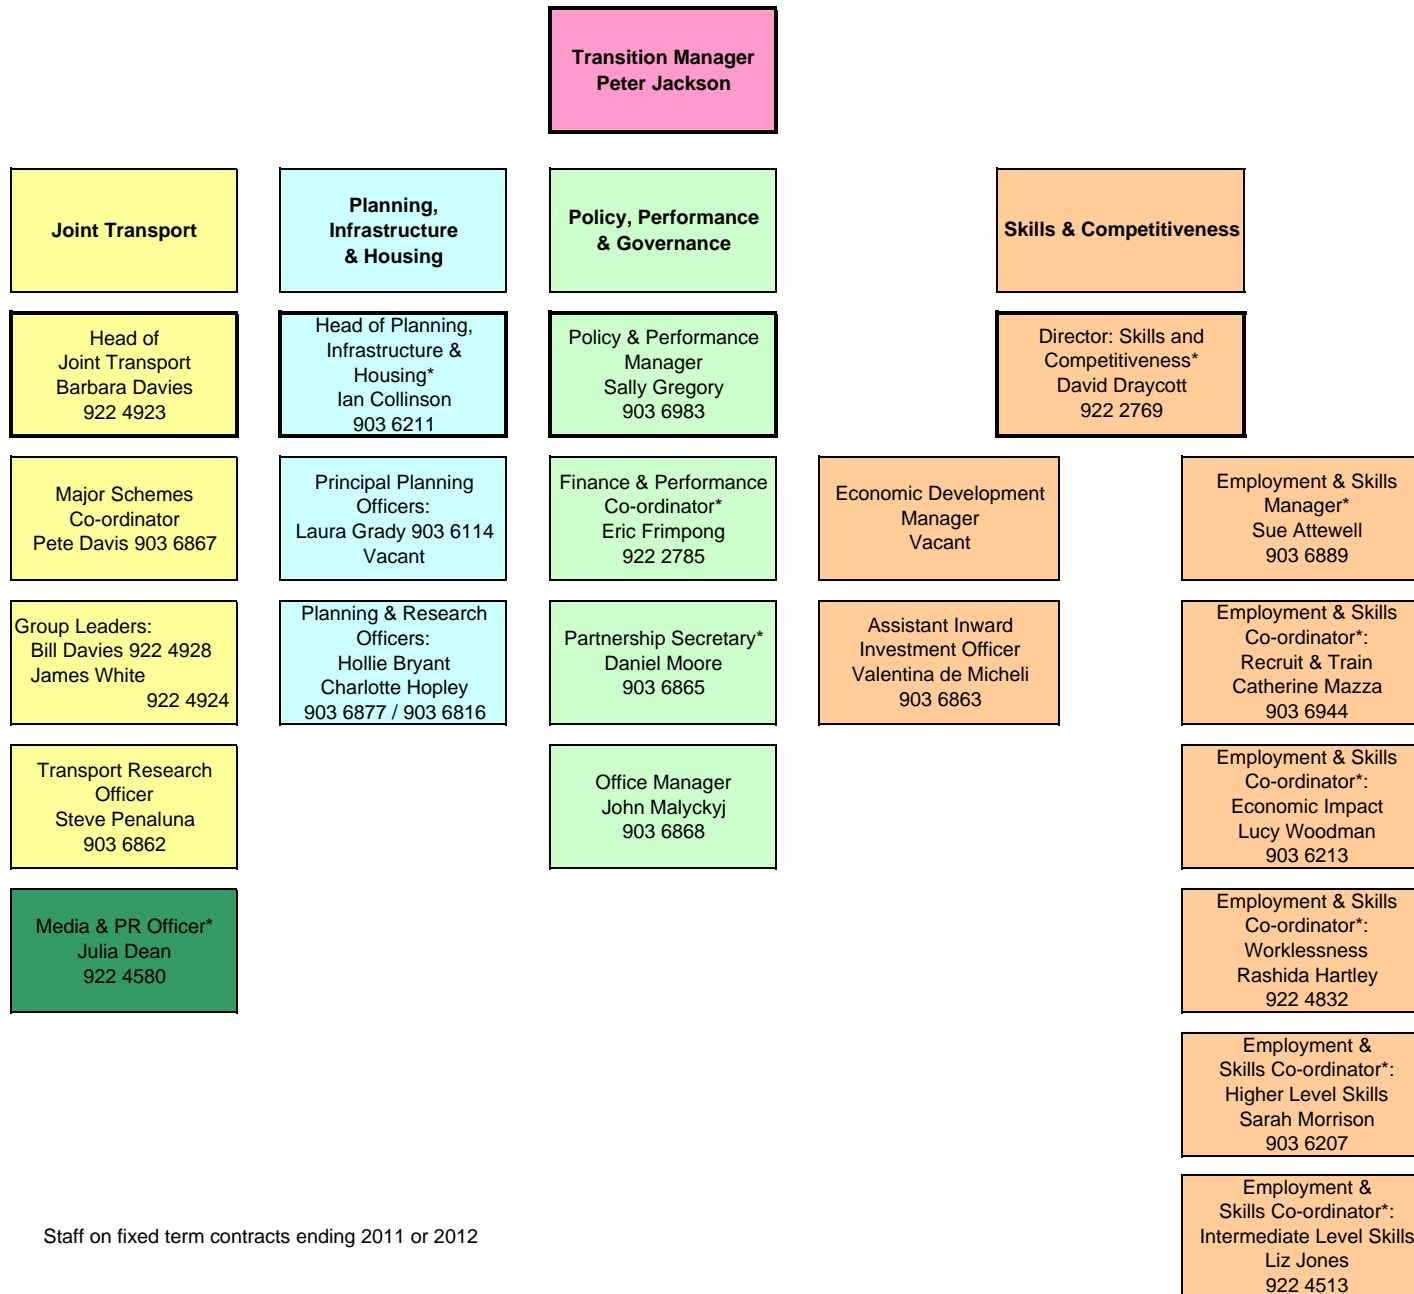 Transition Manager
Peter Jackson
Joint Transport
Planning,
Infrastructure
& Housing
Policy, Performance
& Governance
Skills & Competitiveness
Head of
Joint Transport
Barbara Davies
922 4923
Head of Planning,
Infrastructure &
Housing*
Ian Collinson
903 6211
Policy & Performance
Manager
Sally Gregory
903 6983
Director: Skills and
Competitiveness*
David Draycott
922 2769
Major Schemes
Co-ordinator
Pete Davis 903 6867
Principal Planning
Officers:
Laura Grady 903 6114
Vacant
Finance & Performance
Co-ordinator*
Eric Frimpong
922 2785
Economic Development
Manager
Vacant
Employment & Skills
Manager*
Sue Attewell
903 6889
Group Leaders:
Bill Davies 922 4928
James White
922 4924
Planning & Research
Officers:
Hollie Bryant
Charlotte Hopley
903 6877 / 903 6816
Partnership Secretary*
Daniel Moore
903 6865
Assistant Inward
Investment Officer
Valentina de Micheli
903 6863
Employment & Skills
Co-ordinator*:
Recruit & Train
Catherine Mazza
903 6944
Transport Research
Officer
Steve Penaluna
903 6862
Office Manager
John Malyckyj
903 6868
Employment & Skills
Co-ordinator*:
Economic Impact
Lucy Woodman
903 6213
Media & PR Officer*
Julia Dean
922 4580
Employment & Skills
Co-ordinator*:
Worklessness
Rashida Hartley
922 4832
Employment &
Skills Co-ordinator*:
Higher Level Skills
Sarah Morrison
903 6207
Employment &
Skills Co-ordinator*:
Intermediate Level Skills
Liz Jones
922 4513
Staff on fixed term contracts ending 2011 or 2012